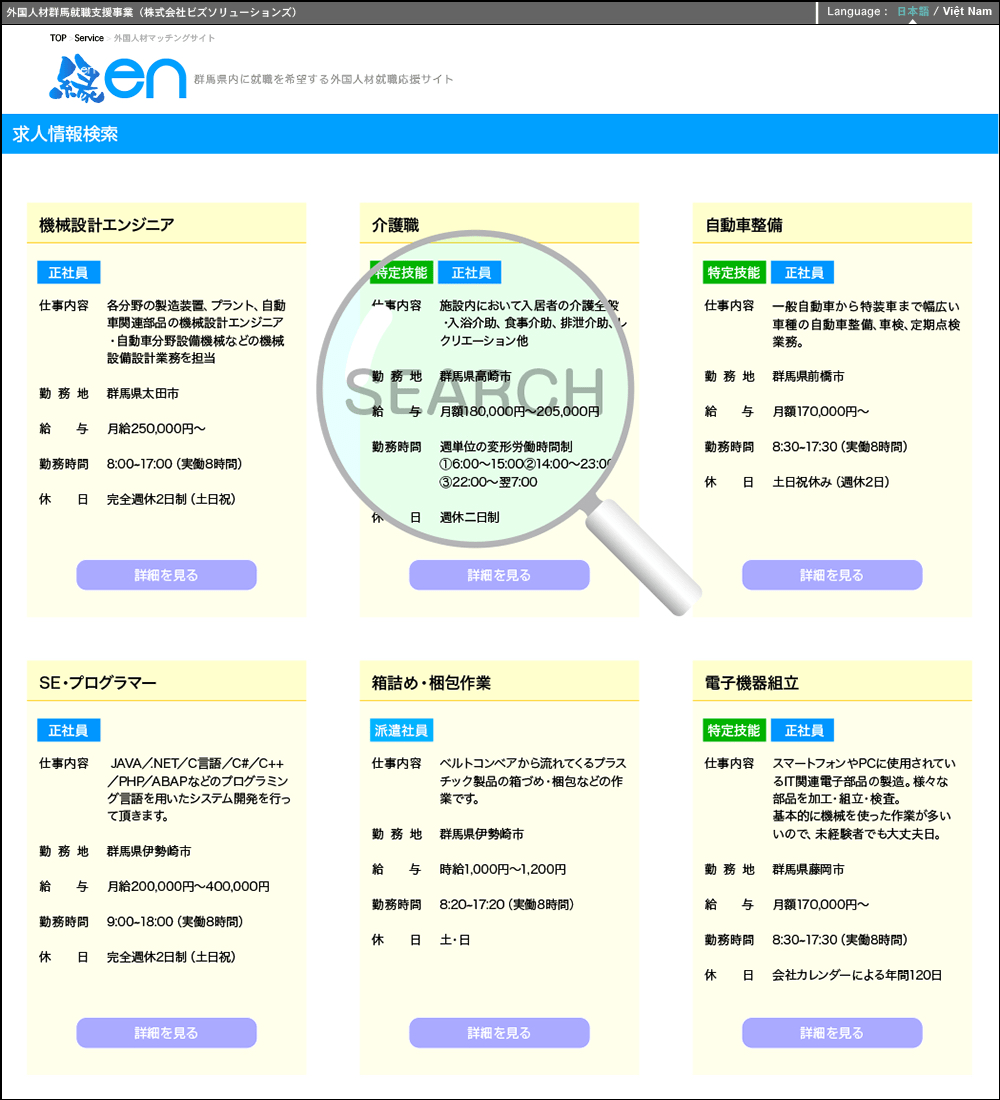 外国人材群馬就職支援事業（株式会社ビズソリューションズ）
Language： 日本語 / Việt Nam
TOP > Service > 外国人材マッチングサイト
縁en 群馬県内に就職を希望する外国人材就職応援サイト
求人情報検索
機械設計エンジニア
正社員
仕事内容 各分野の製造装置、プラント、自動
車関連部品の機械設計エンジニア
・自動車分野設備機械などの機械
設備設計業務を担当
勤務地 群馬県太田市
給与 月給250,000円～
勤務時間 8:00~17:00（実働8時間）
休日 完全週休2日制（土日祝）
詳細を見る
介護職
特定技能 正社員
仕事内容 施設内において入居者の介護全般
・入浴介助、食事介助、排泄介助、レ
クリエーション他
勤務地 群馬県高崎市
SEARCH
給与 月額180,000円～205,000円
勤務時間 週単位の変形労働時間制
①6:00～15:00②14:00～23:00
③22:00～翌7:00
休日 週休二日制
詳細を見る
自動車整備
特定技能 正社員
仕事内容 一般自動車から特装車まで幅広い
車種の自動車整備、車検、定期点検
業務。
勤務地 群馬県前橋市
給与 月額170,000円～
勤務時間 8:30~17:30（実働8時間）
休日 土日祝休み（週休2日）
詳細を見る
SE・プログラマー
正社員
仕事内容 JAVA／.NET／C言語／C#／C++
／PHP／ABAPなどのプログラミン
グ言語を用いたシステム開発を行っ
て頂きます。
勤務地 群馬県伊勢崎市
給与 月給200,000円～400,000円
勤務時間 9:00~18:00（実働8時間）
休日 完全週休2日制（土日祝）
詳細を見る
箱詰め・梱包作業
派遣社員
仕事内容 ベルトコンベアから流れてくるプラス
チック製品の箱づめ・梱包などの作
業です。
勤務地 群馬県伊勢崎市
給与 時給1,000円～1,200円
勤務時間 8:20~17:20（実働8時間）
休日 土・日
詳細を見る
電子機器組立
特定技能 正社員
仕事内容 スマートフォンやPCに使用されてい
るIT関連電子部品の製造。様々な
部品を加工・組立・検査。
基本的に機械を使った作業が多い
いので、未経験者でも大丈夫日。
勤務地 群馬県藤岡市
給与 月額170,000円～
勤務時間 8:30~17:30（実働8時間）
休日 会社カレンダーによる年間120日
詳細を見る